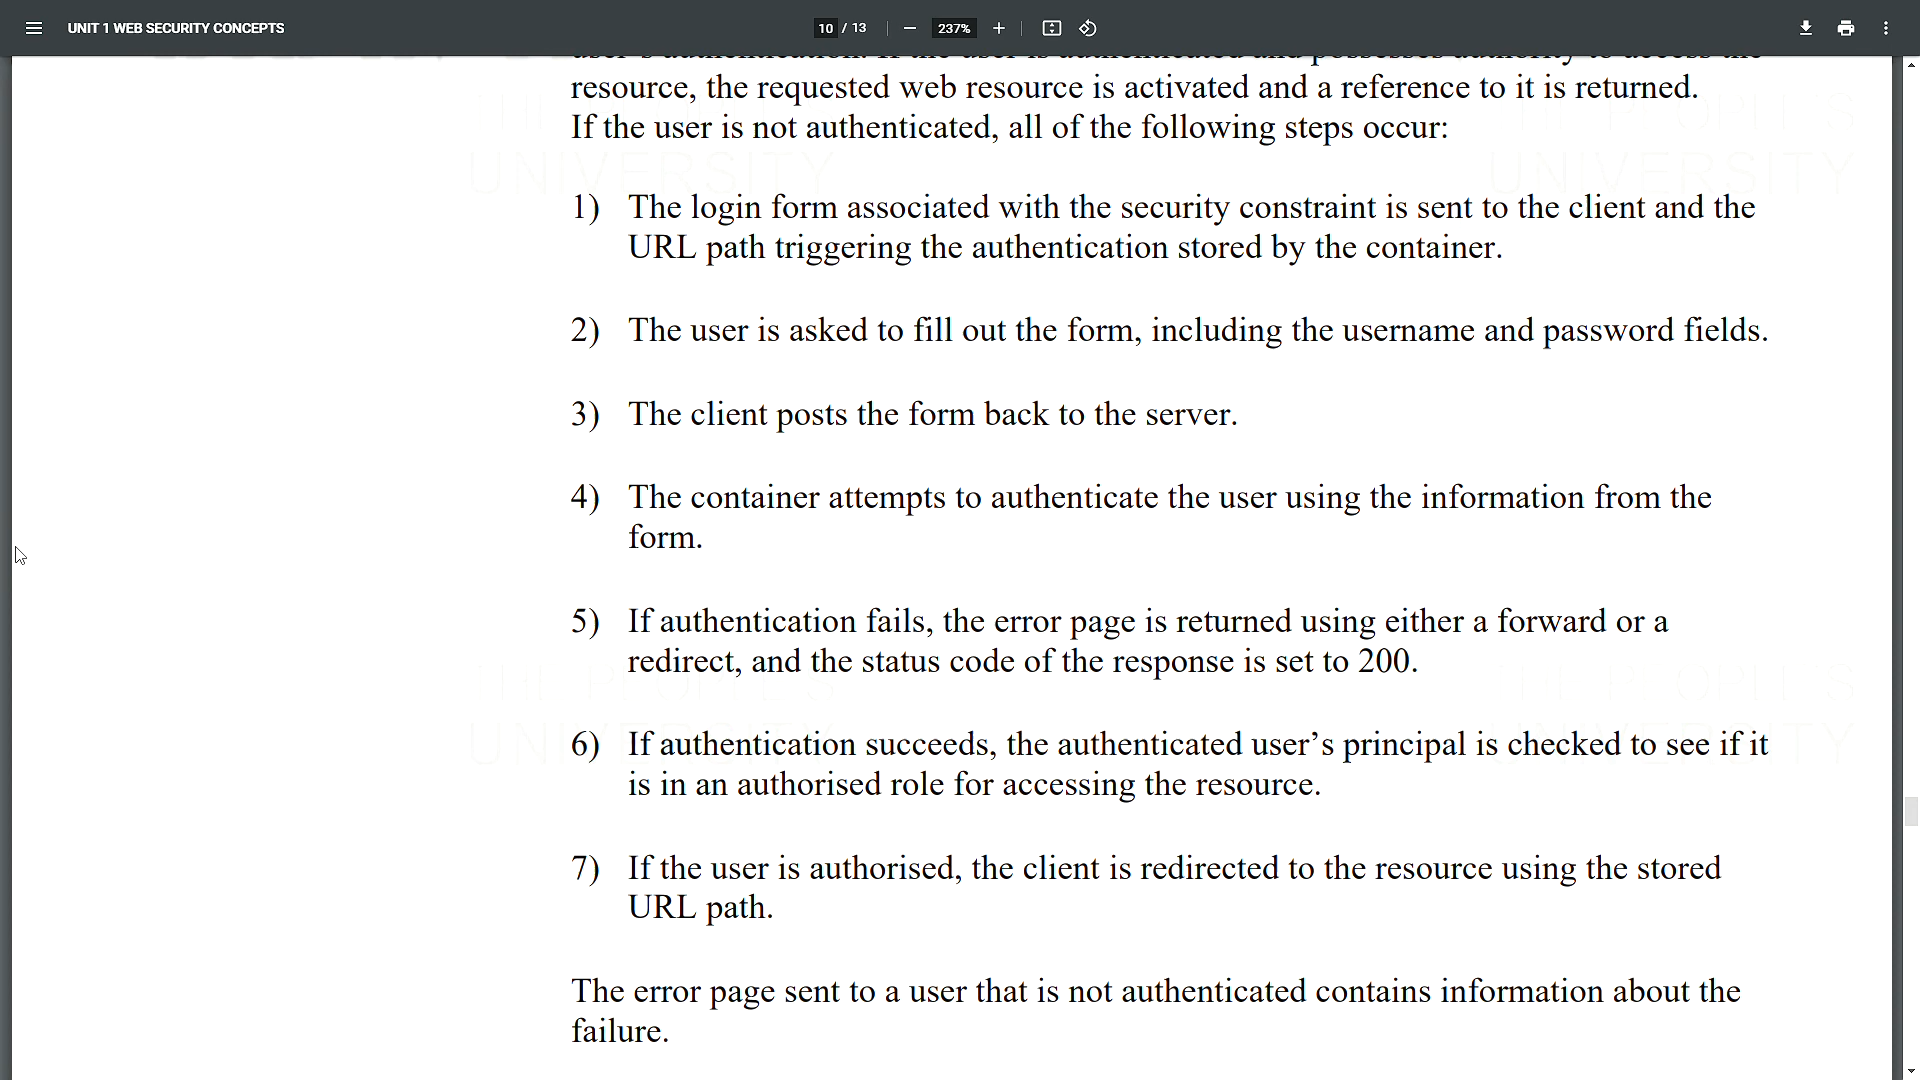 UNIT 1 WEB SECURITY CONCEPTS
10 / 13
237%
resource, the requested web resource is activated and a reference to it is returned.
If the user is not authenticated, all of the following steps occur:
UNIVERSITY
1) The login form associated with the security constraint is sent to the client and the
URL path triggering the authentication stored by the container.
2) The user is asked to fill out the form, including the username and password fields.
3) The client posts the form back to the server.
4) The container attempts to authenticate the user using the information from the
form.
5) If authentication fails, the error page is returned using either a forward or a
redirect, and the status code of the response is set to 200.
6) If authentication succeeds, the authenticated user’s principal is checked to see if it
is in an authorised role for accessing the resource.
7) If the user is authorised, the client is redirected to the resource using the stored
URL path.
The error page sent to a user that is not authenticated contains information about the
failure.